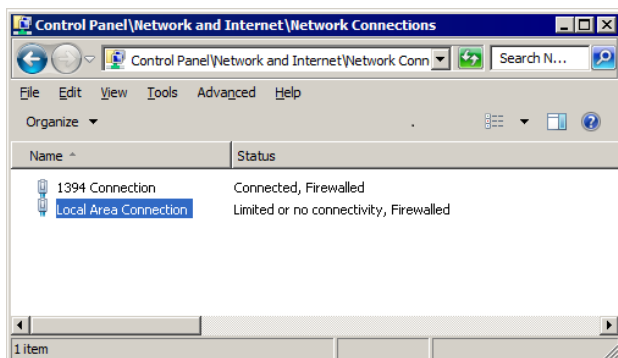 Control Panel\Network and Internet\Network Connections
Control Panel\Network and Internet\Network Conn
Search N...
File Edit View Tools Advanced Help
Organize
Name Status
1394 Connection Connected, Firewalled
Local Area Connection Limited or no connectivity, Firewalled
1 item